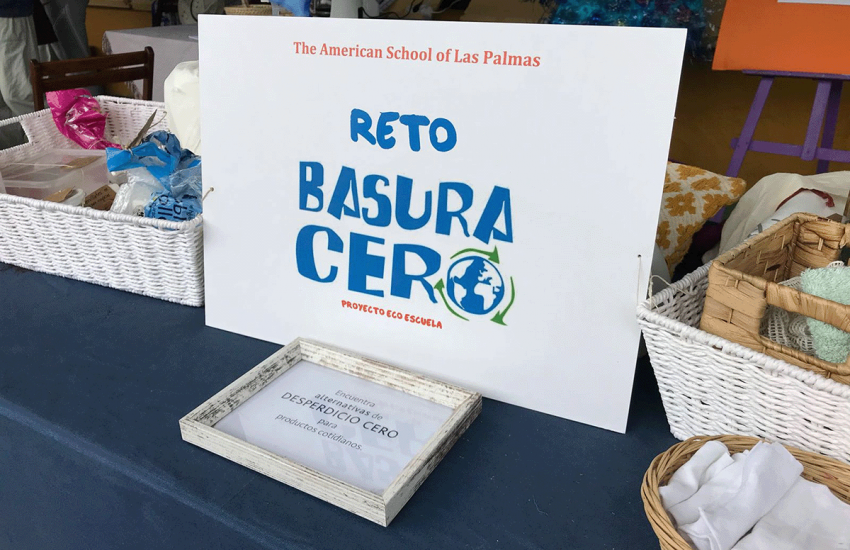 The American School of Las Palmas
RETO
BASURA
CERO
PROYECTO ECO ESCUELA
Encuentra
alternativas de
DESPERDICIO CERO
para
productos cotidianos.